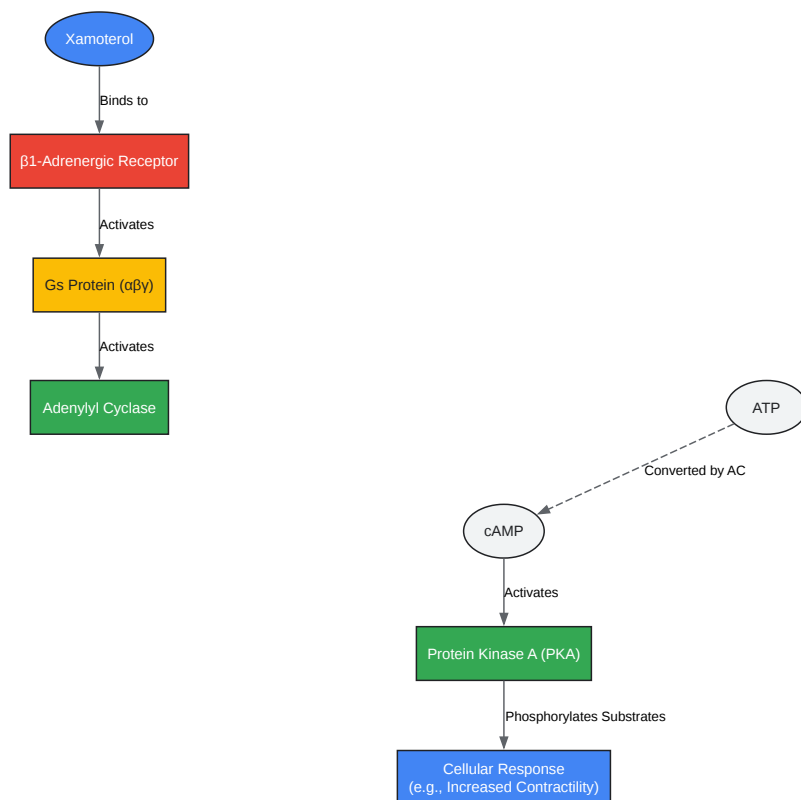 Xamoterol
Binds to
β1-Adrenergic Receptor
Activates
Gs Protein (αβγ)
Activates
Adenylyl Cyclase
ATP
Converted by AC
cAMP
Activates
Protein Kinase A (PKA)
Phosphorylates Substrates
Cellular Response
(e.g., Increased Contractility)